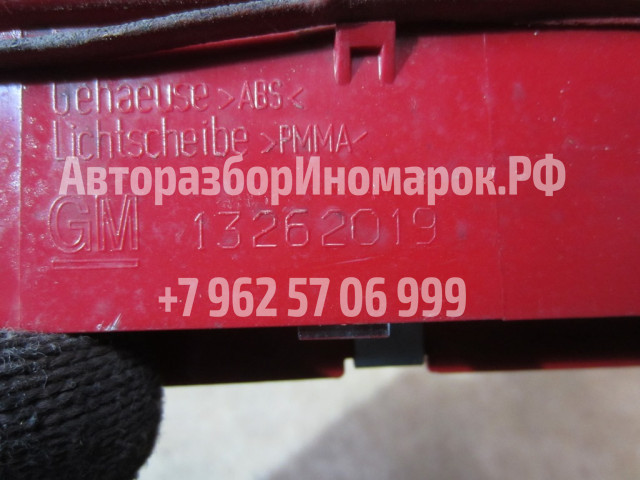 Gehaeuse >ABS<
Lichtscheibe >PMMA<
АвторазборИномарок.РФ
GM 13262019
+7 962 57 06 999